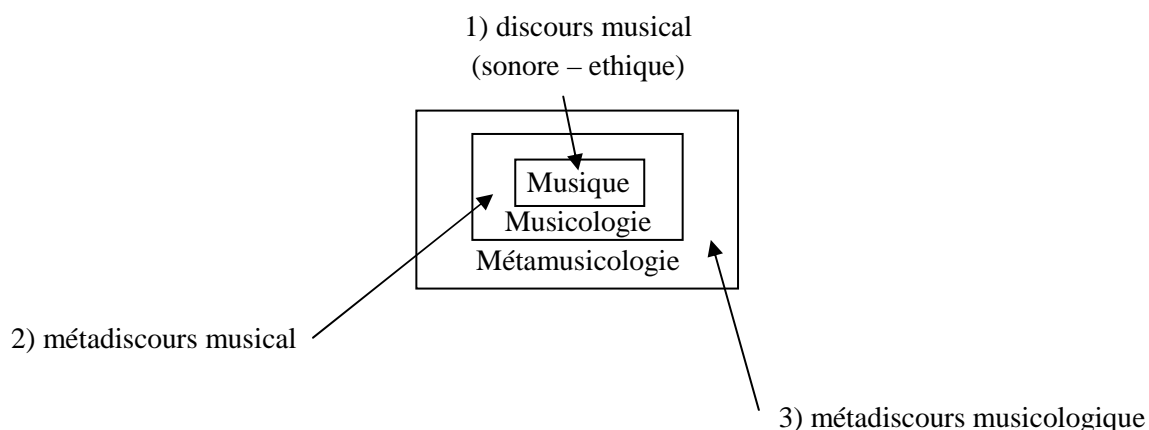 1) discours musical
(sonore – ethique)
Musique
Musicologie
Métamusicologie
2) métadiscours musical
3) métadiscours musicologique